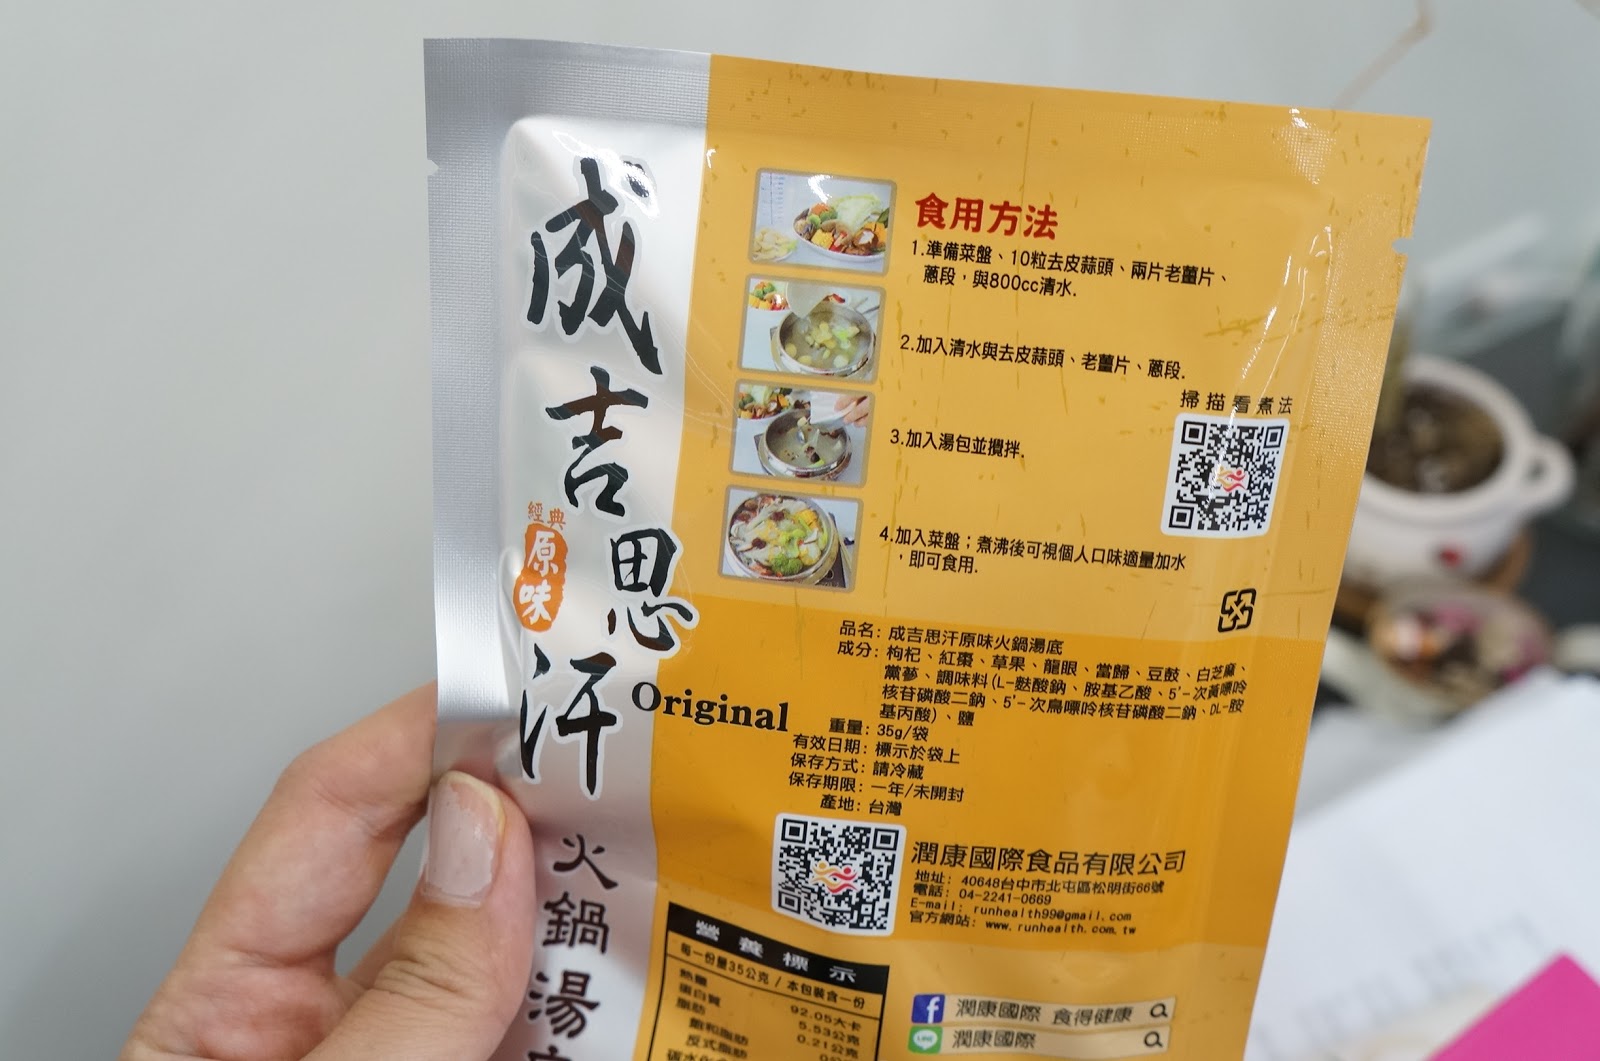 成吉思汗
經典
原味
Original
火鍋湯
食用方法
1.準備菜盤、10粒去皮蒜頭、兩片老薑片、
蔥段,與800cc清水.
2.加入清水與去皮蒜頭、老薑片、蔥段.
掃描看煮法
3.加入湯包並攪拌.
4.加入菜盤;煮沸後可視個人口味適量加水
,即可食用.
品名: 成吉思汗原味火鍋湯底
成分: 枸杞、紅棗、草果、龍眼、當歸、豆鼓、白芝麻、
黨蔘、調味料(L-麩酸鈉、胺基乙酸、5'-次黃嘌呤
核苷磷酸二鈉、5'-次鳥嘌呤核苷磷酸二鈉、DL-胺
基丙酸)、鹽
重量: 35g/袋
有效日期: 標示於袋上
保存方式: 請冷藏
保存期限: 一年/未開封
產地: 台灣
潤康國際食品有限公司
地址: 40648台中市北屯區松明街66號
電話: 04-2241-0669
E-mail: runhealth99@gmail.com
官方網站: www.runhealth.com.tw
營養標示
每一份量35公克 / 本包裝含一份
熱量 92.05大卡
蛋白質 5.53公克
脂肪 0.21公克
飽和脂肪 0公克
反式脂肪
碳水化
潤康國際 食得健康
LINE 潤康國際